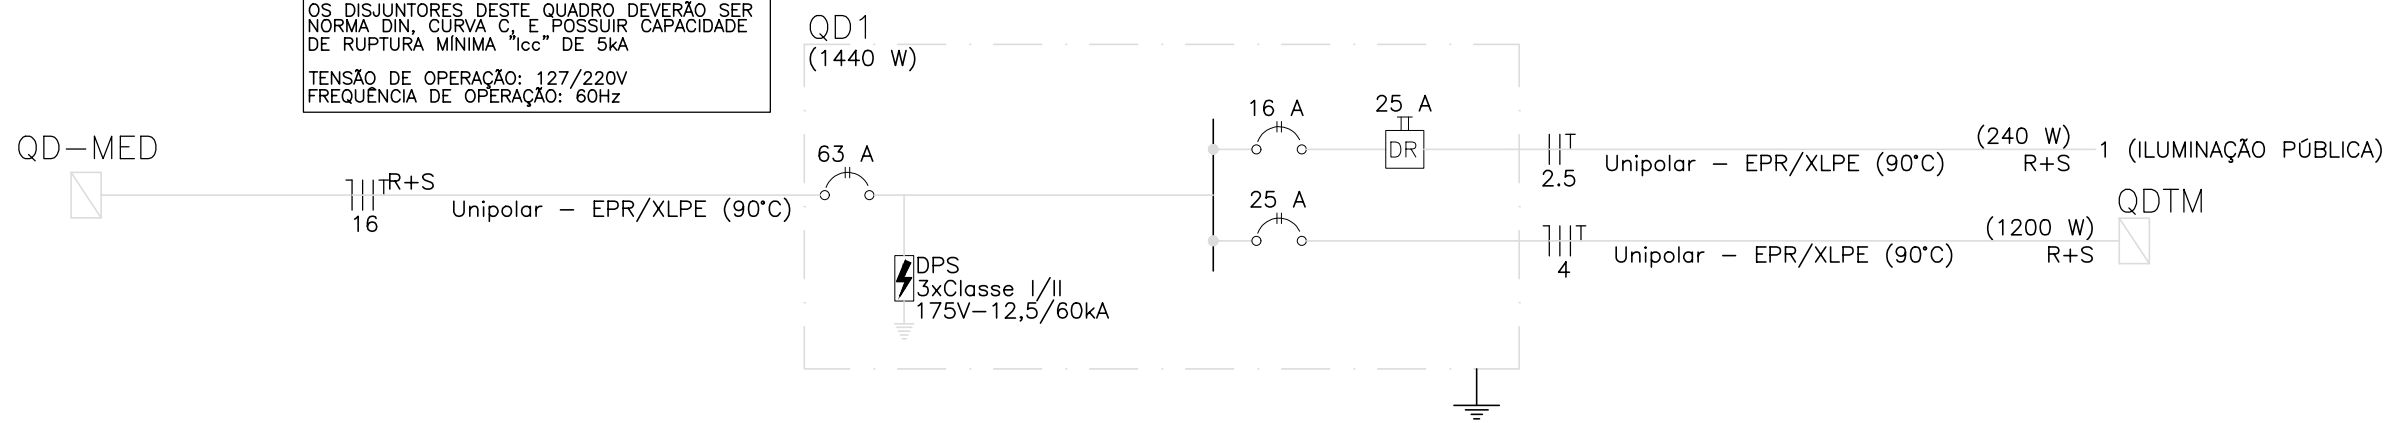 OS DISJUNTORES DESTE QUADRO DEVERÃO SER
NORMA DIN, CURVA C, E POSSUIR CAPACIDADE
DE RUPTURA MÍNIMA "Icc" DE 5kA
TENSÃO DE OPERAÇÃO: 127/220V
FREQUÊNCIA DE OPERAÇÃO: 60Hz
QD1
(1440 W)
QD-MED
R+S
16
Unipolar - EPR/XLPE (90°C)
63 A
DPS
3xClasse I/II
175V-12,5/60kA
16 A
25 A
DR
T
2.5
Unipolar - EPR/XLPE (90°C)
(240 W)
R+S
1 (ILUMINAÇÃO PÚBLICA)
25 A
T
4
Unipolar - EPR/XLPE (90°C)
(1200 W)
R+S
QDTM